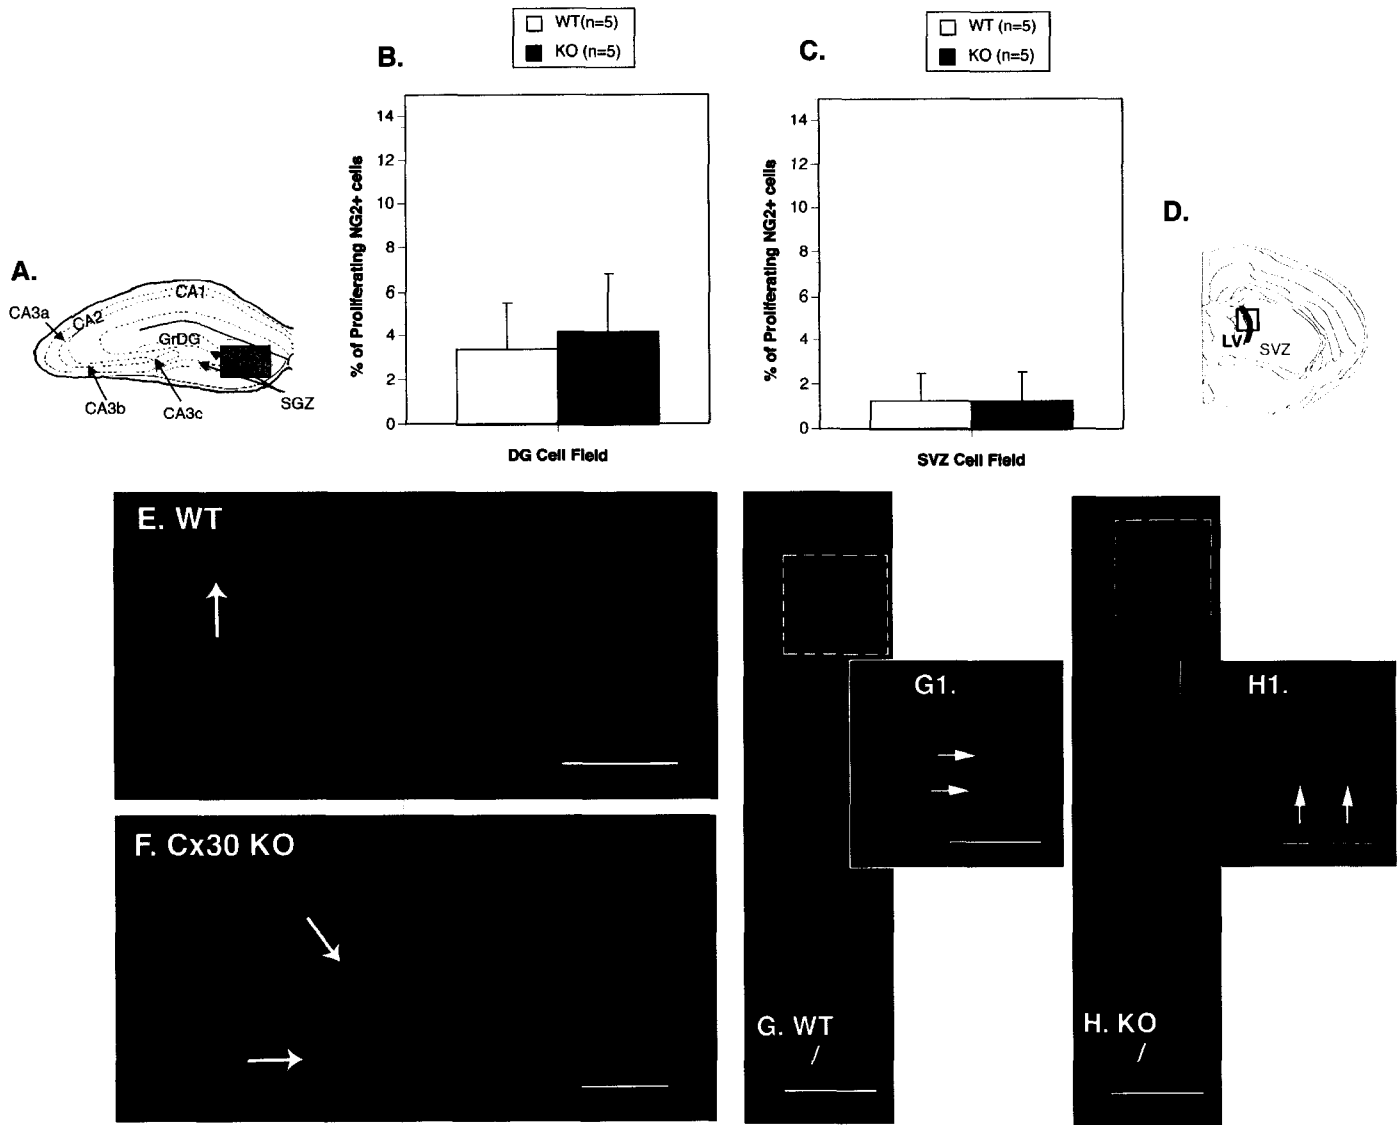 WT(n=5)
KO (n=5)
B.
14
12
10
8
6
4
2
0
% of Proliferating NG2+ cells
DG Cell Field
WT (n=5)
KO (n=5)
C.
14
12
10
8
6
4
2
0
% of Proliferating NG2+ cells
SVZ Cell Field
D.
LV
SVZ
A.
CA3a
CA2
CA1
GrDG
CA3b
CA3c
SGZ
E. WT
F. Cx30 KO
G1.
H1.
G. WT
H. KO